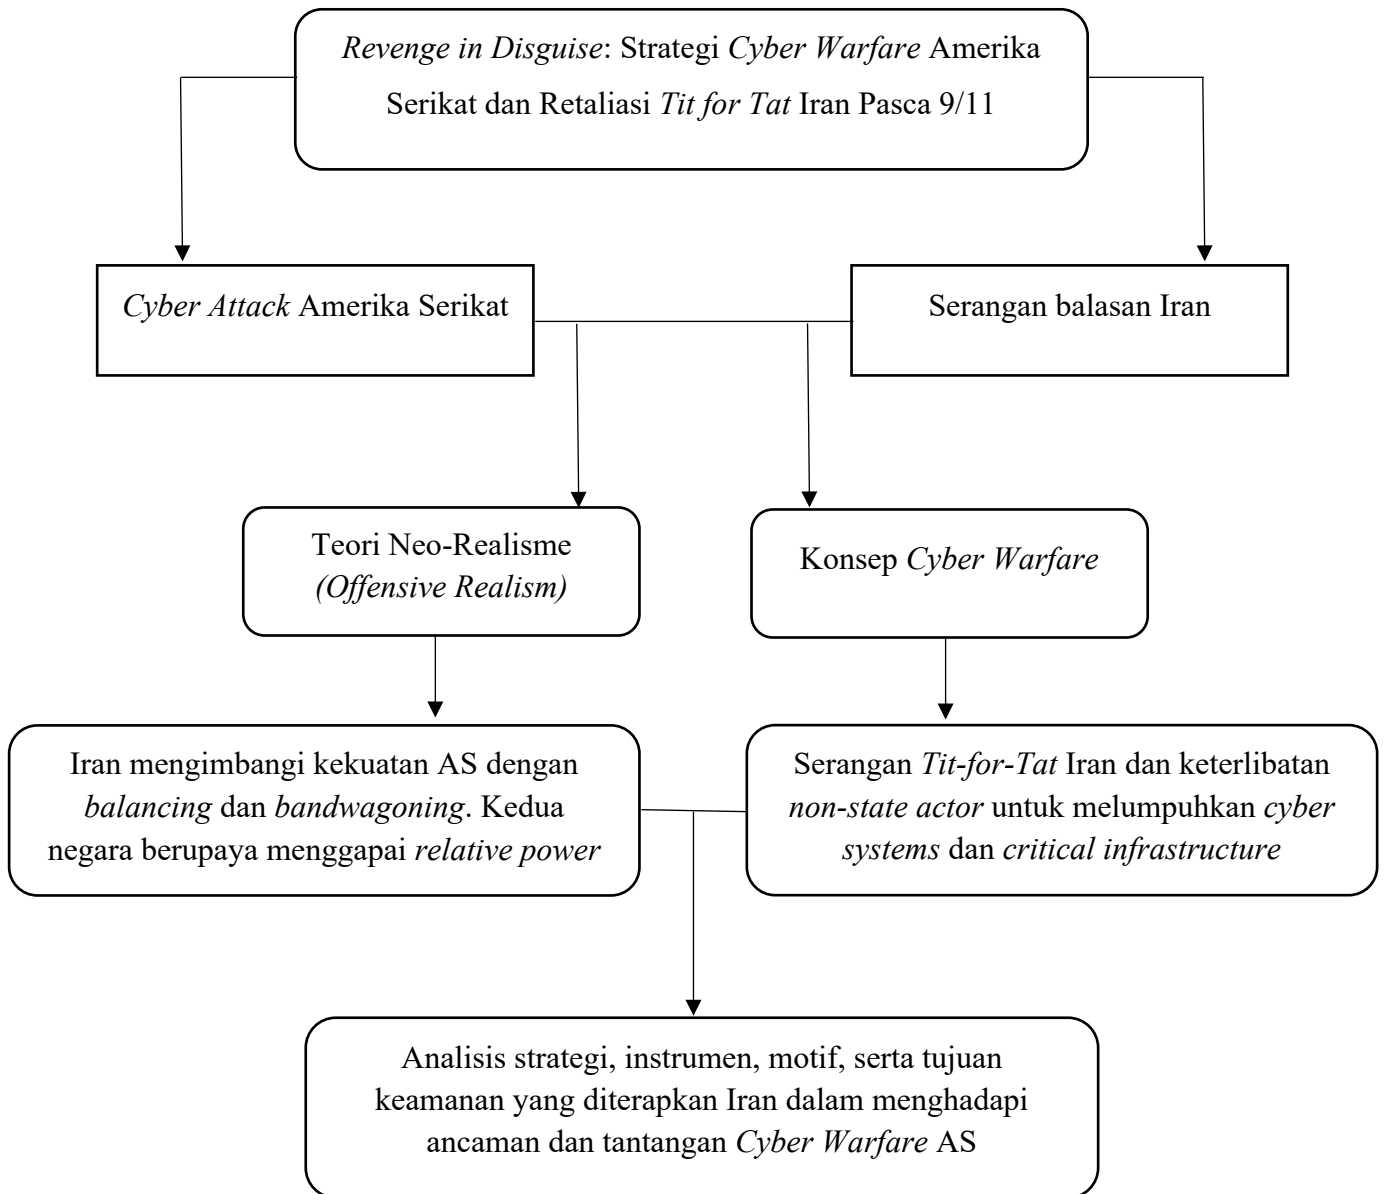 Revenge in Disguise: Strategi Cyber Warfare Amerika
Serikat dan Retaliasi Tit for Tat Iran Pasca 9/11
Cyber Attack Amerika Serikat
Serangan balasan Iran
Teori Neo-Realisme
(Offensive Realism)
Konsep Cyber Warfare
Iran mengimbangi kekuatan AS dengan
balancing dan bandwagoning. Kedua
negara berupaya menggapai relative power
Serangan Tit-for-Tat Iran dan keterlibatan
non-state actor untuk melumpuhkan cyber
systems dan critical infrastructure
Analisis strategi, instrumen, motif, serta tujuan
keamanan yang diterapkan Iran dalam menghadapi
ancaman dan tantangan Cyber Warfare AS